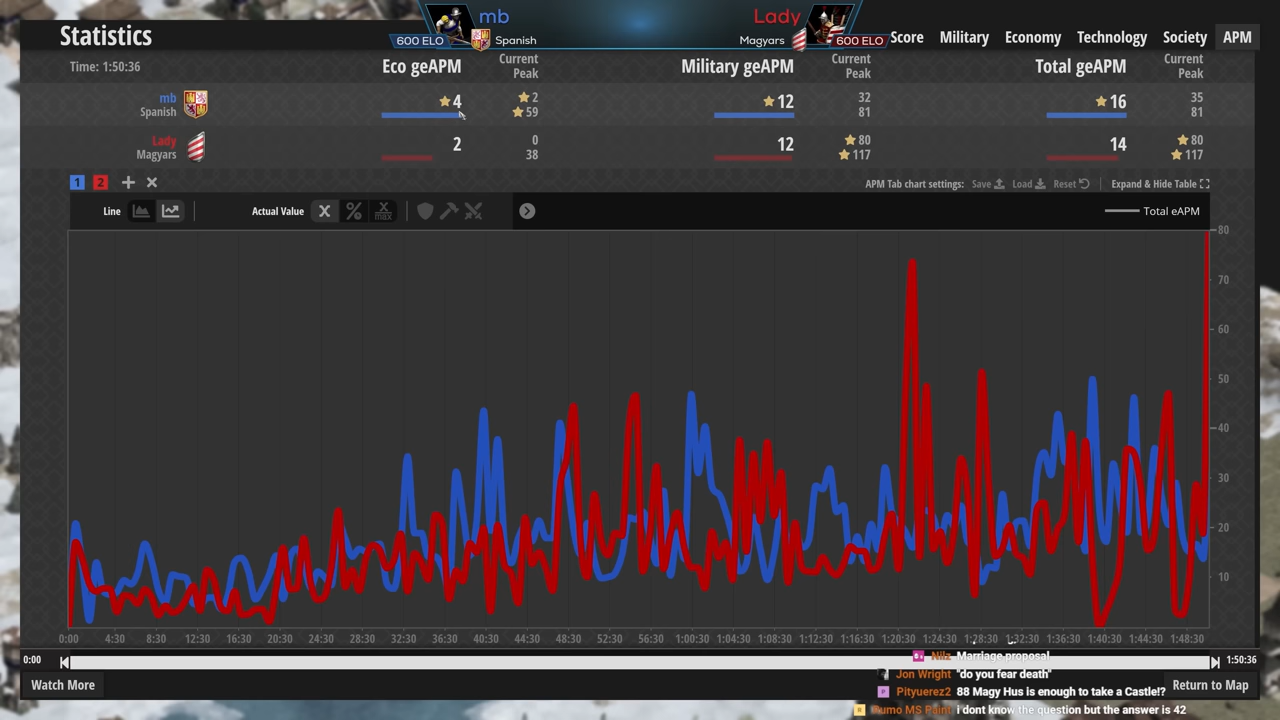 Statistics
mb
Lady
600 ELO
Spanish
Magyars
600 ELO
Score
Military
Economy
Technology
Society
APM
Time: 1:50:36
Eco geAPM
Current
Peak
Military geAPM
Current
Peak
Total geAPM
Current
Peak
mb
Spanish
4
2
59
12
32
81
16
35
81
Lady
Magyars
2
0
38
12
80
117
14
80
117
1
2
APM Tab chart settings:
Save
Load
Reset
Expand & Hide Table
Line
Actual Value
X
%
X
max
Total eAPM
80
70
60
50
40
30
20
10
0:00
4:30
8:30
12:30
16:30
20:30
24:30
28:30
32:30
36:30
40:30
44:30
48:30
52:30
56:30
1:00:30
1:04:30
1:08:30
1:12:30
1:16:30
1:20:30
1:24:30
1:28:30
1:32:30
1:36:30
1:40:30
1:44:30
1:48:30
0:00
1:50:36
Nilz Marriage proposal
Jon Wright "do you fear death"
Pityuerez2 88 Magy Hus is enough to take a Castle!?
Sumo MS Paint i dont know the question but the answer is 42
Watch More
Return to Map